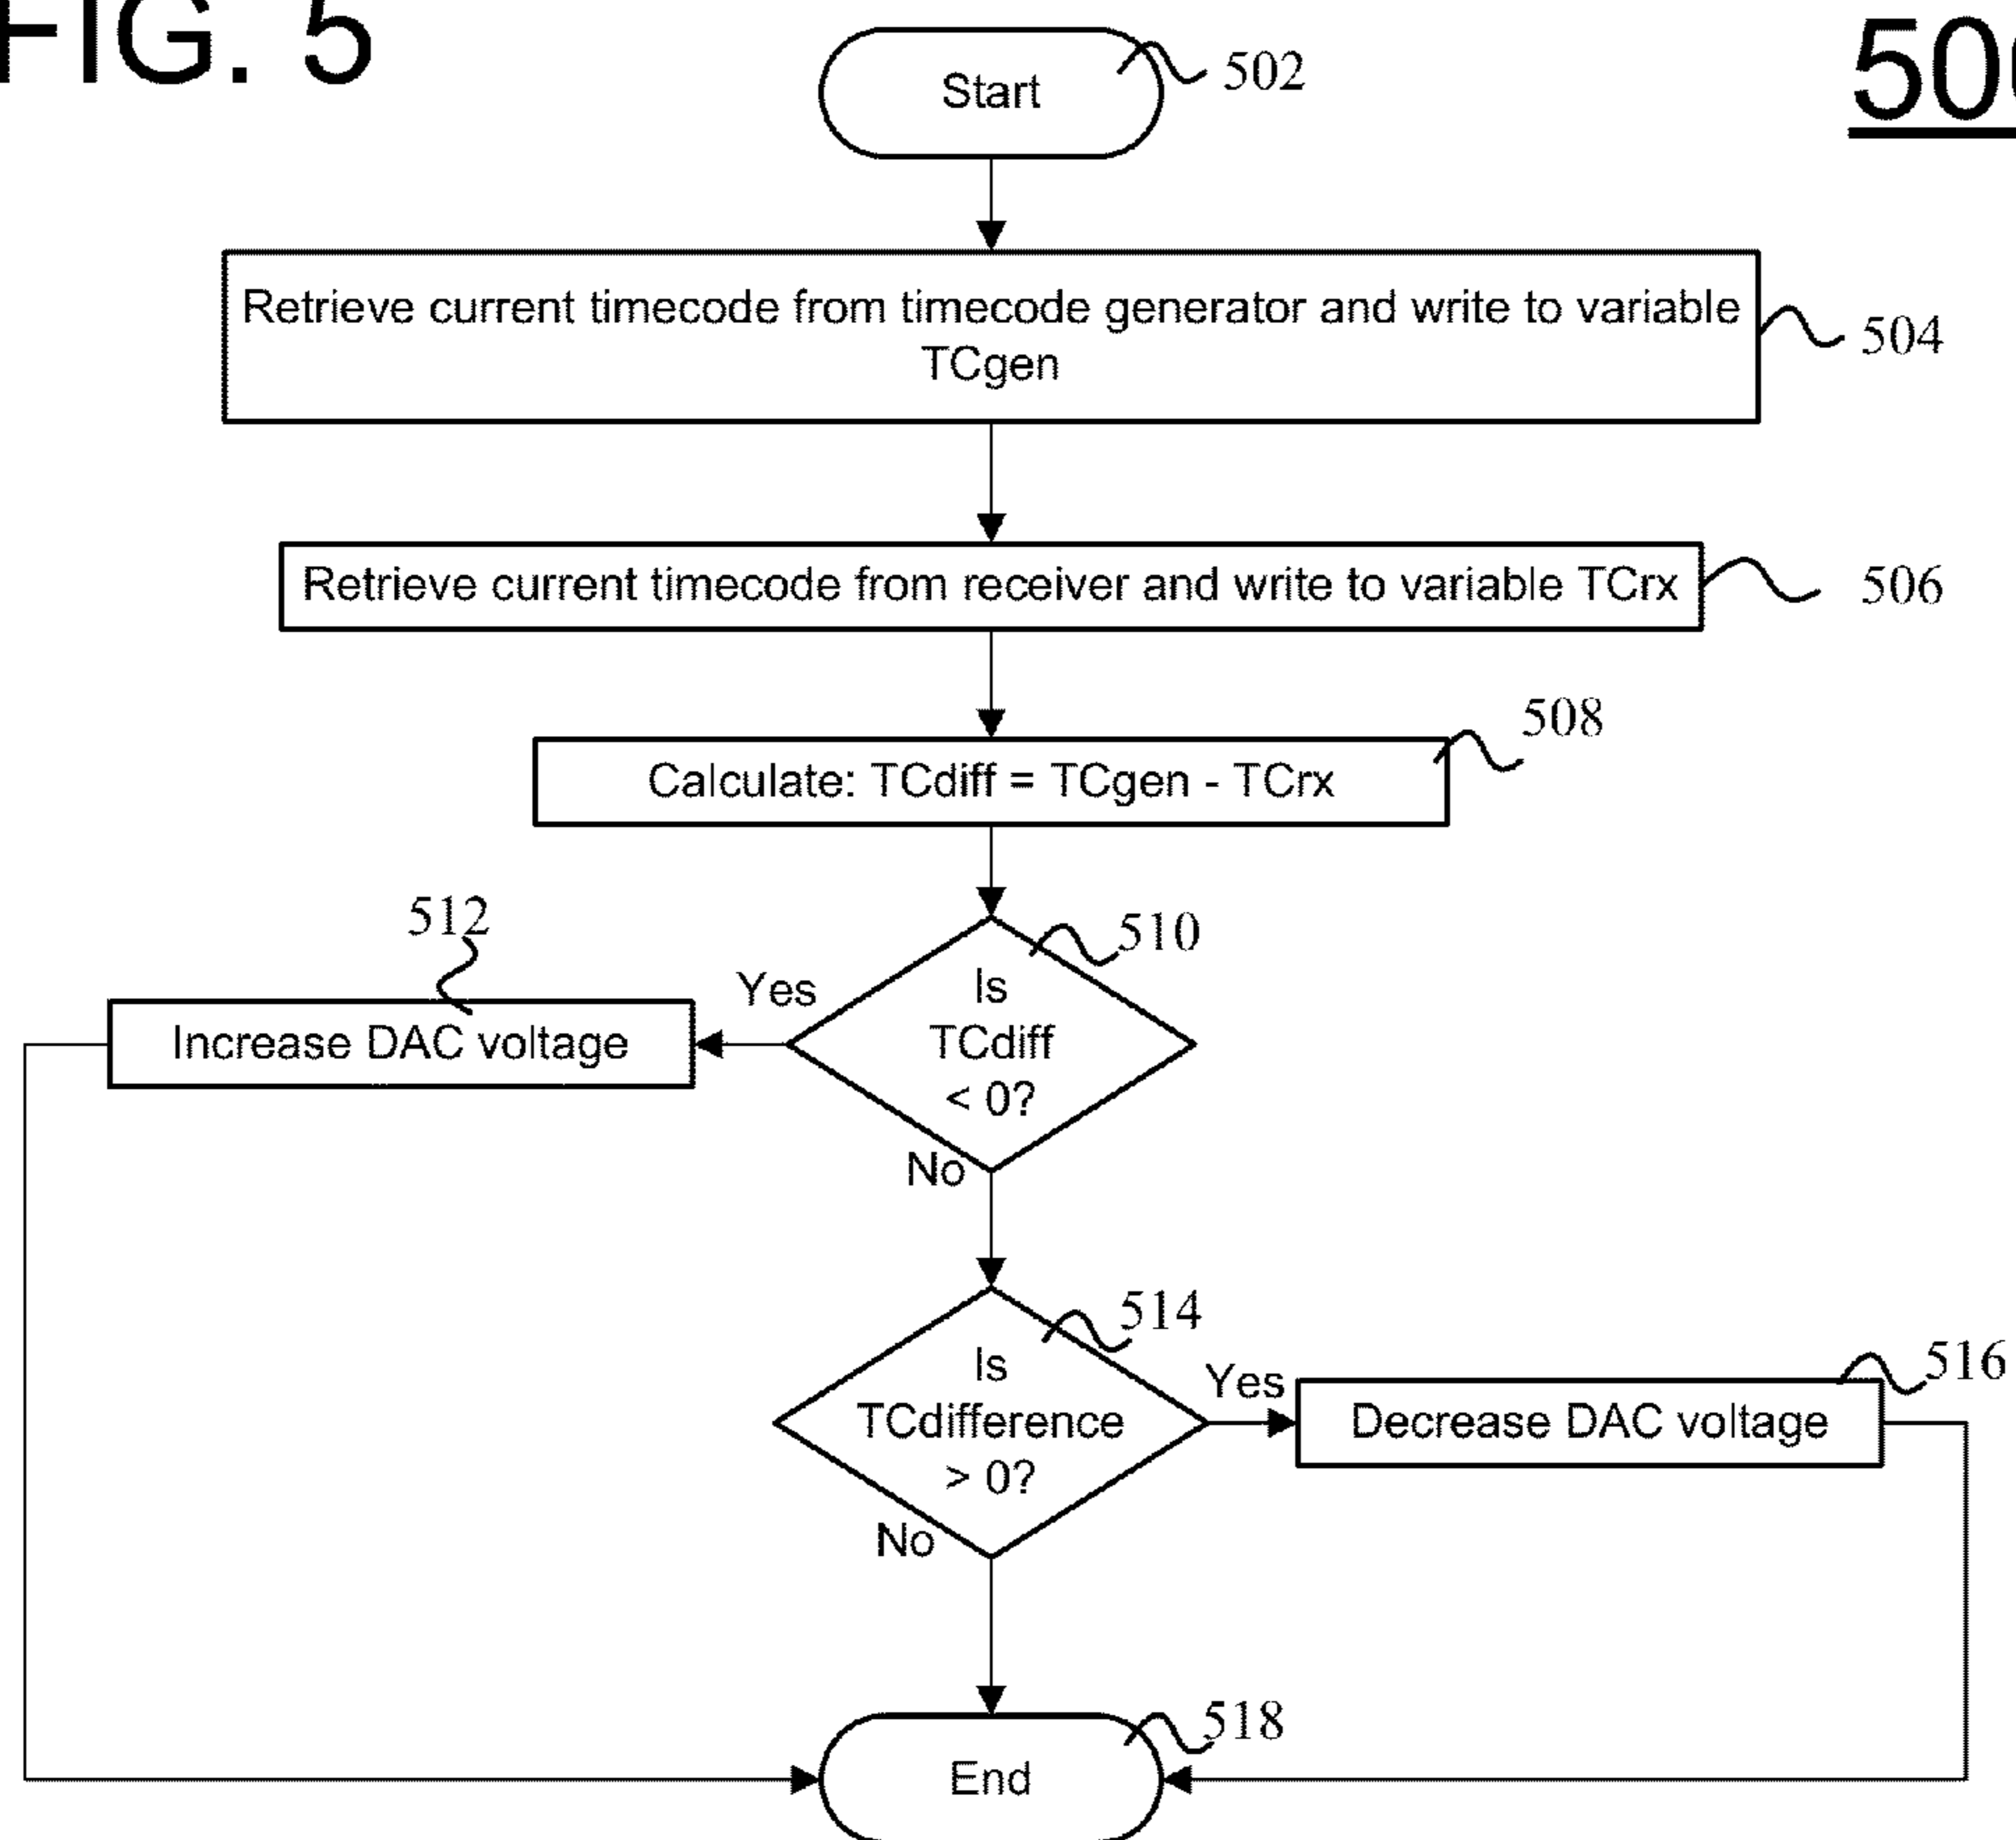 FIG. 5
Start
502
Retrieve current timecode from timecode generator and write to variable
TCgen
504
Retrieve current timecode from receiver and write to variable TCrx
506
Calculate: TCdiff = TCgen - TCrx
508
512
Increase DAC voltage
Yes
Is
TCdiff
< 0?
510
No
514
Is
TCdifference
> 0?
Yes
Decrease DAC voltage
516
No
End
518